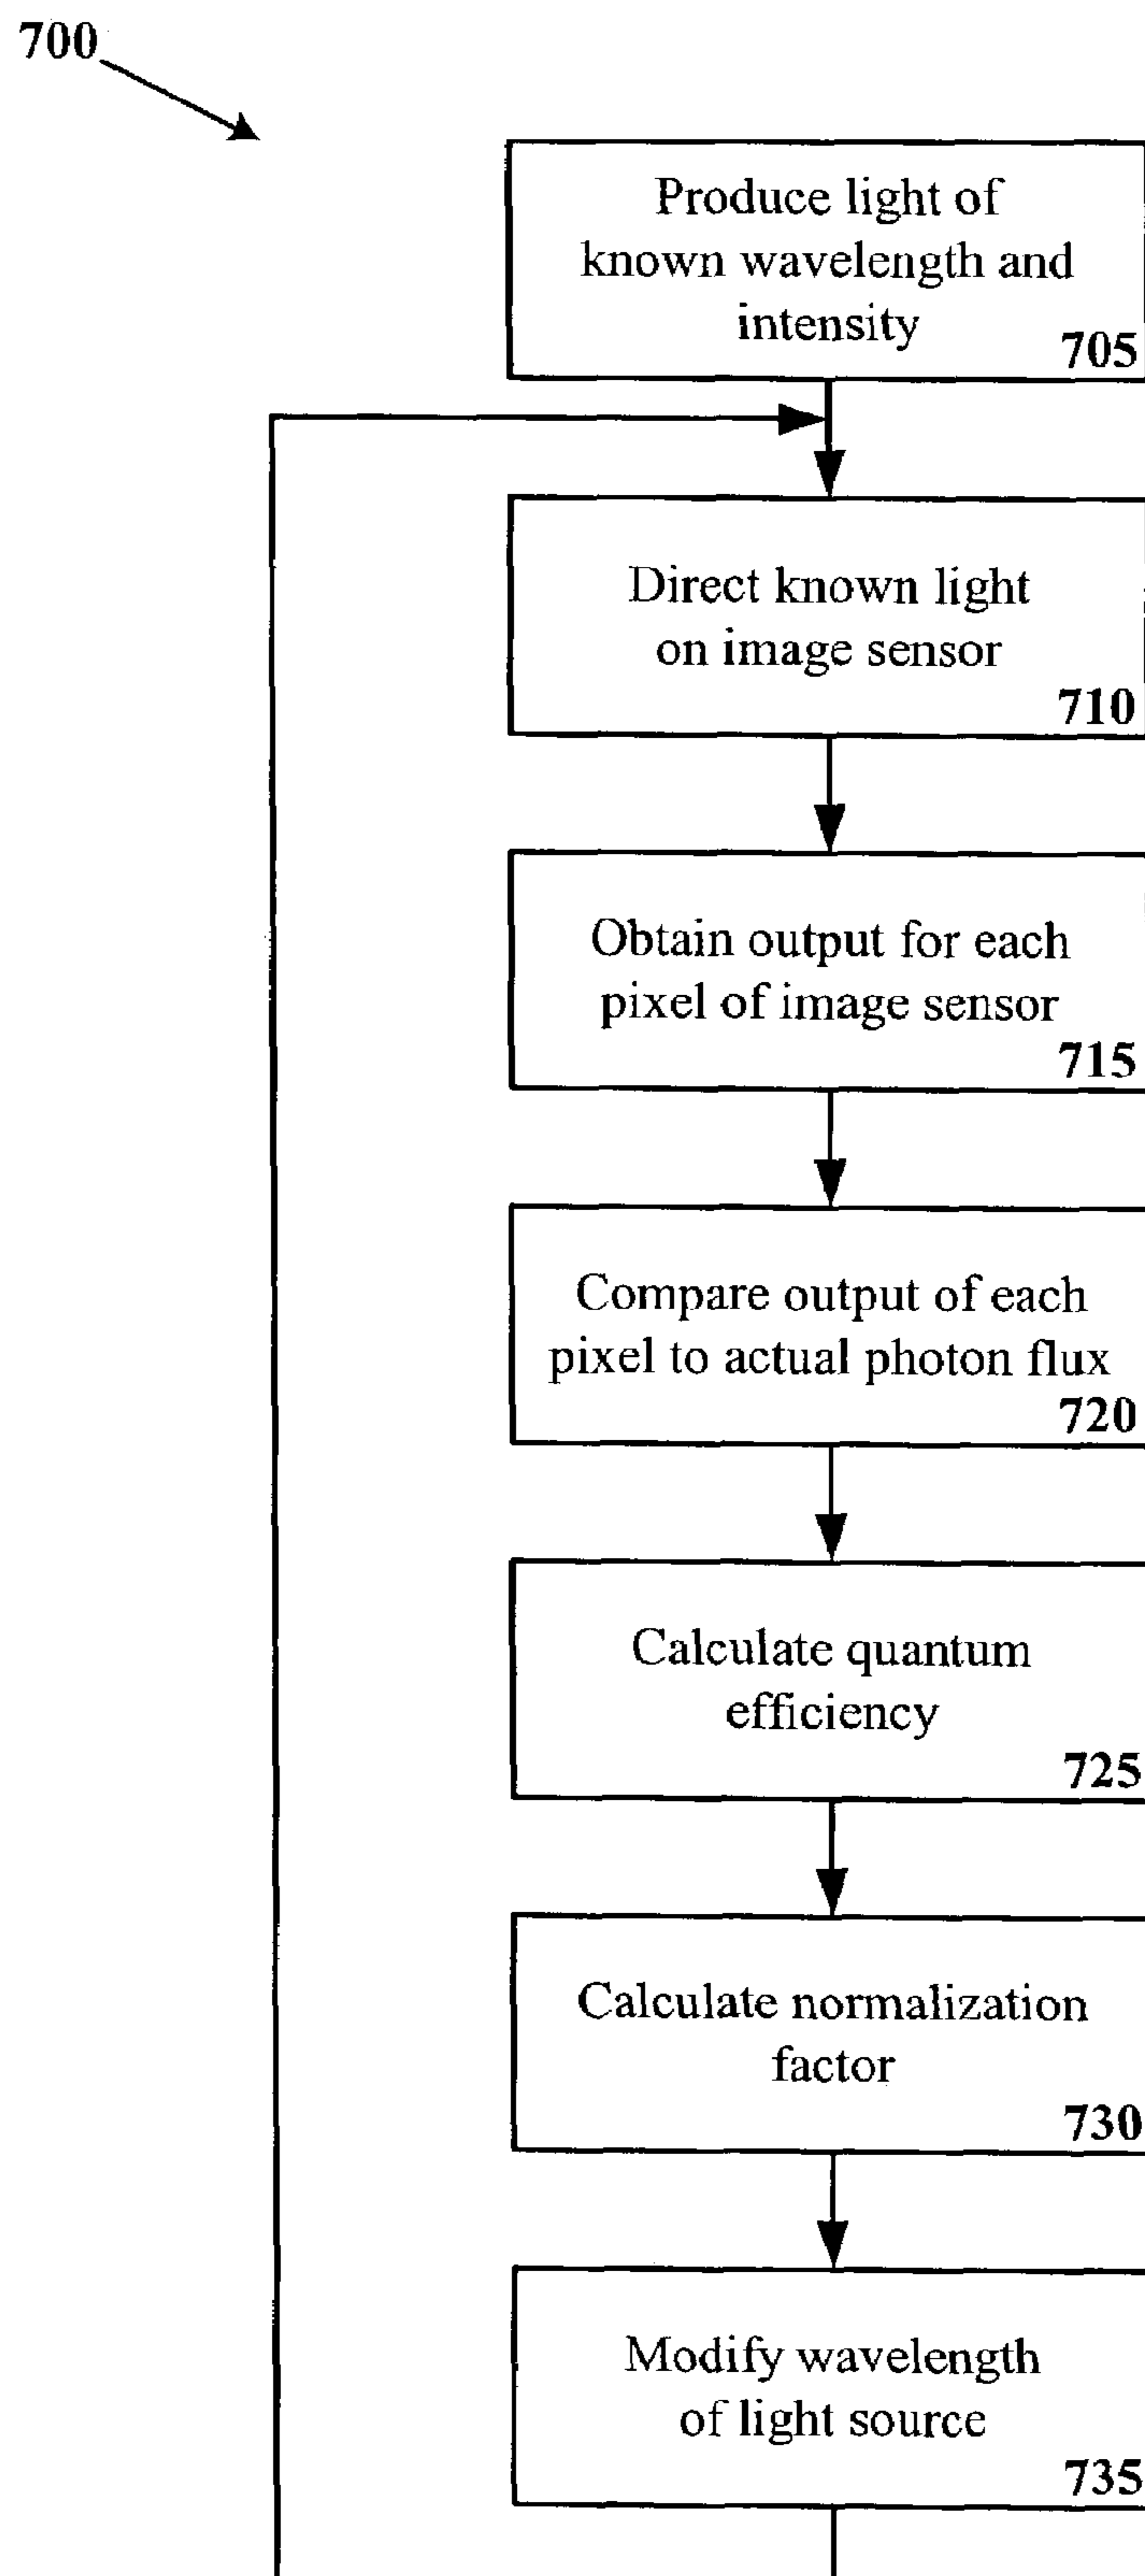 700
Produce light of
known wavelength and
intensity
705
Direct known light
on image sensor
710
Obtain output for each
pixel of image sensor
715
Compare output of each
pixel to actual photon flux
720
Calculate quantum
efficiency
725
Calculate normalization
factor
730
Modify wavelength
of light source
735